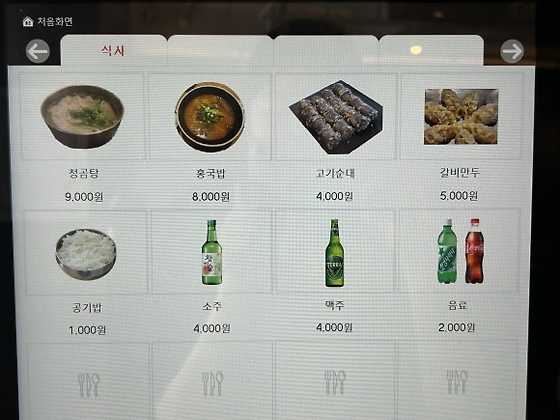 처음화면
식사
청곰탕
홍국밥
고기순대
갈비만두
9,000원
8,000원
4,000원
5,000원
공기밥
소주
맥주
음료
1,000원
4,000원
4,000원
2,000원
TERRA